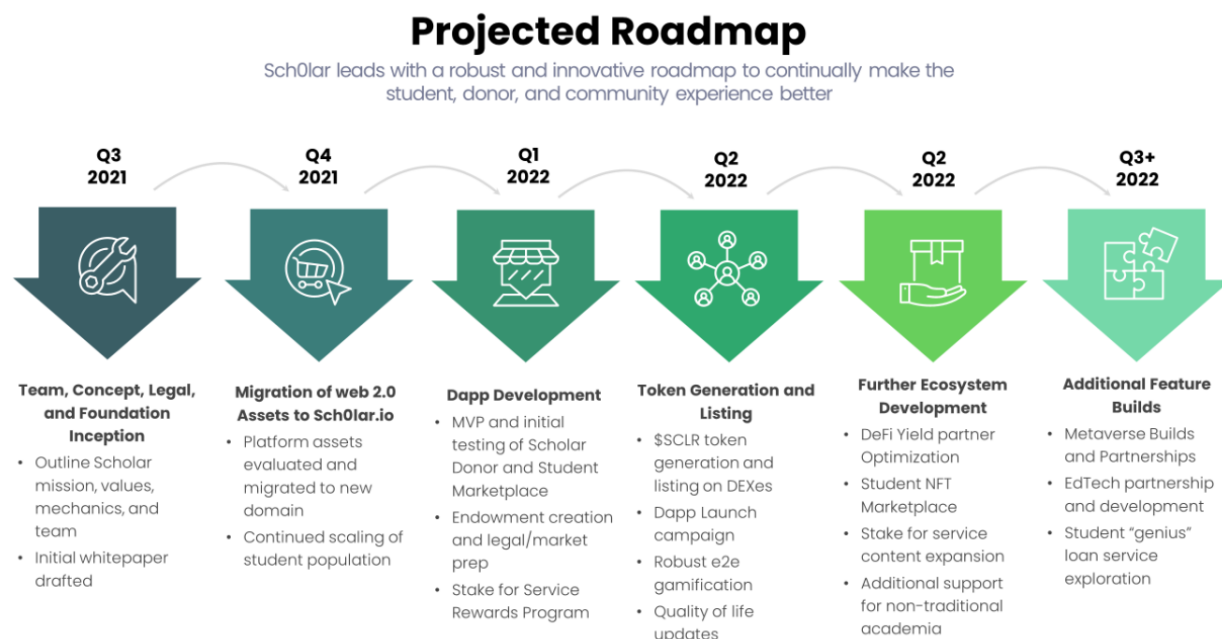 Projected Roadmap
Sch0lar leads with a robust and innovative roadmap to continually make the
student, donor, and community experience better
Q3
2021
Q4
2021
Q1
2022
Q2
2022
Q2
2022
Q3+
2022
Team, Concept, Legal,
and Foundation
Inception
• Outline Scholar
mission, values,
mechanics, and
team
• Initial whitepaper
drafted
Migration of web 2.0
Assets to Sch0lar.io
• Platform assets
evaluated and
migrated to new
domain
• Continued scaling of
student population
Dapp Development
• MVP and initial
testing of Scholar
Donor and Student
Marketplace
• Endowment creation
and legal/market
prep
• Stake for Service
Rewards Program
Token Generation and
Listing
• $SCLR token
generation and
listing on DEXes
• Dapp Launch
campaign
• Robust e2e
gamification
• Quality of life
updates
Further Ecosystem
Development
• DeFi Yield partner
Optimization
• Student NFT
Marketplace
• Stake for service
content expansion
• Additional support
for non-traditional
academia
Additional Feature
Builds
• Metaverse Builds
and Partnerships
• EdTech partnership
and development
• Student “genius”
loan service
exploration